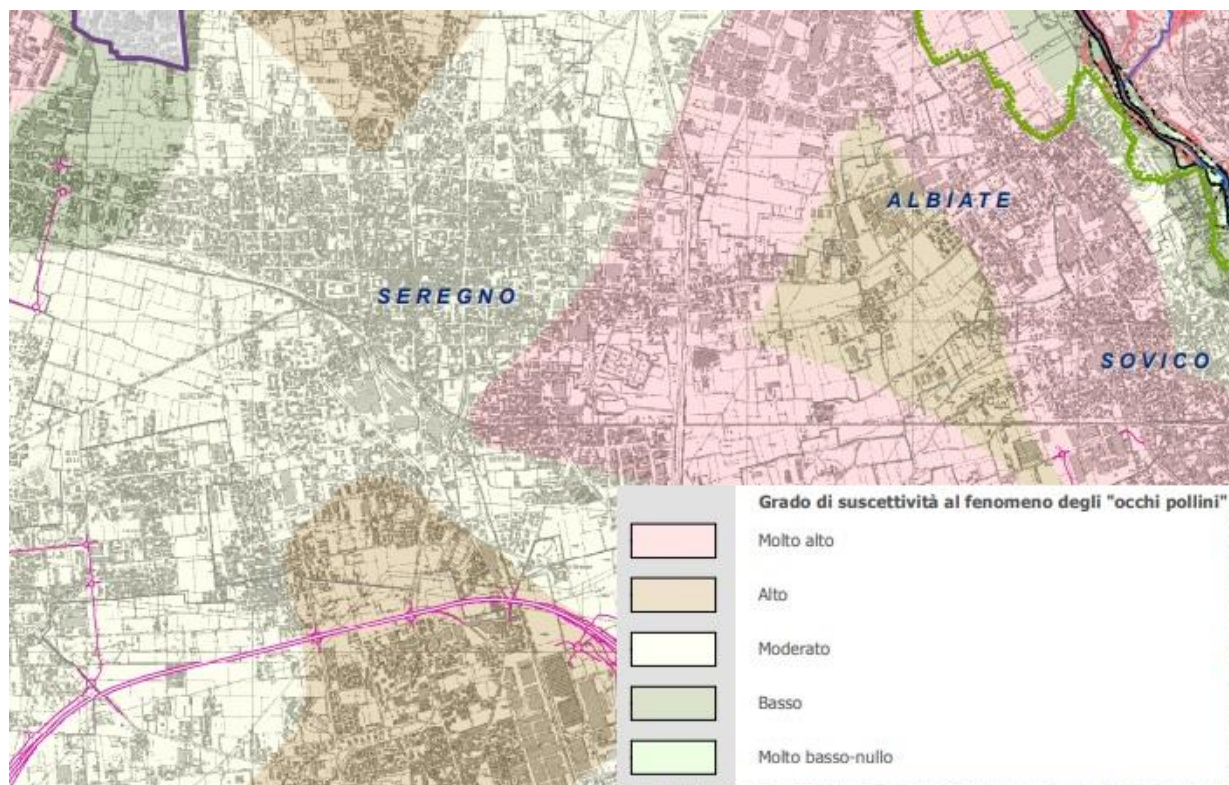 ALBIATE
SEREGNO
SOVICO
Grado di suscettività al fenomeno degli "occhi pollini"
Molto alto
Alto
Moderato
Basso
Molto basso-nullo